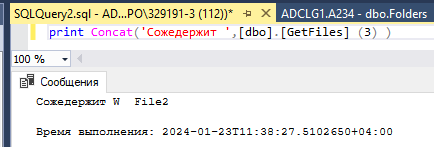 SQLQuery2.sql - AD...PO\329191-3 (112))* ADCLG1.A234 - dbo.Folders
print Concat('Сожедержит ',[dbo].[GetFiles] (3) )
100 %
Сообщения
Сожедержит W File2
Время выполнения: 2024-01-23T11:38:27.5102650+04:00